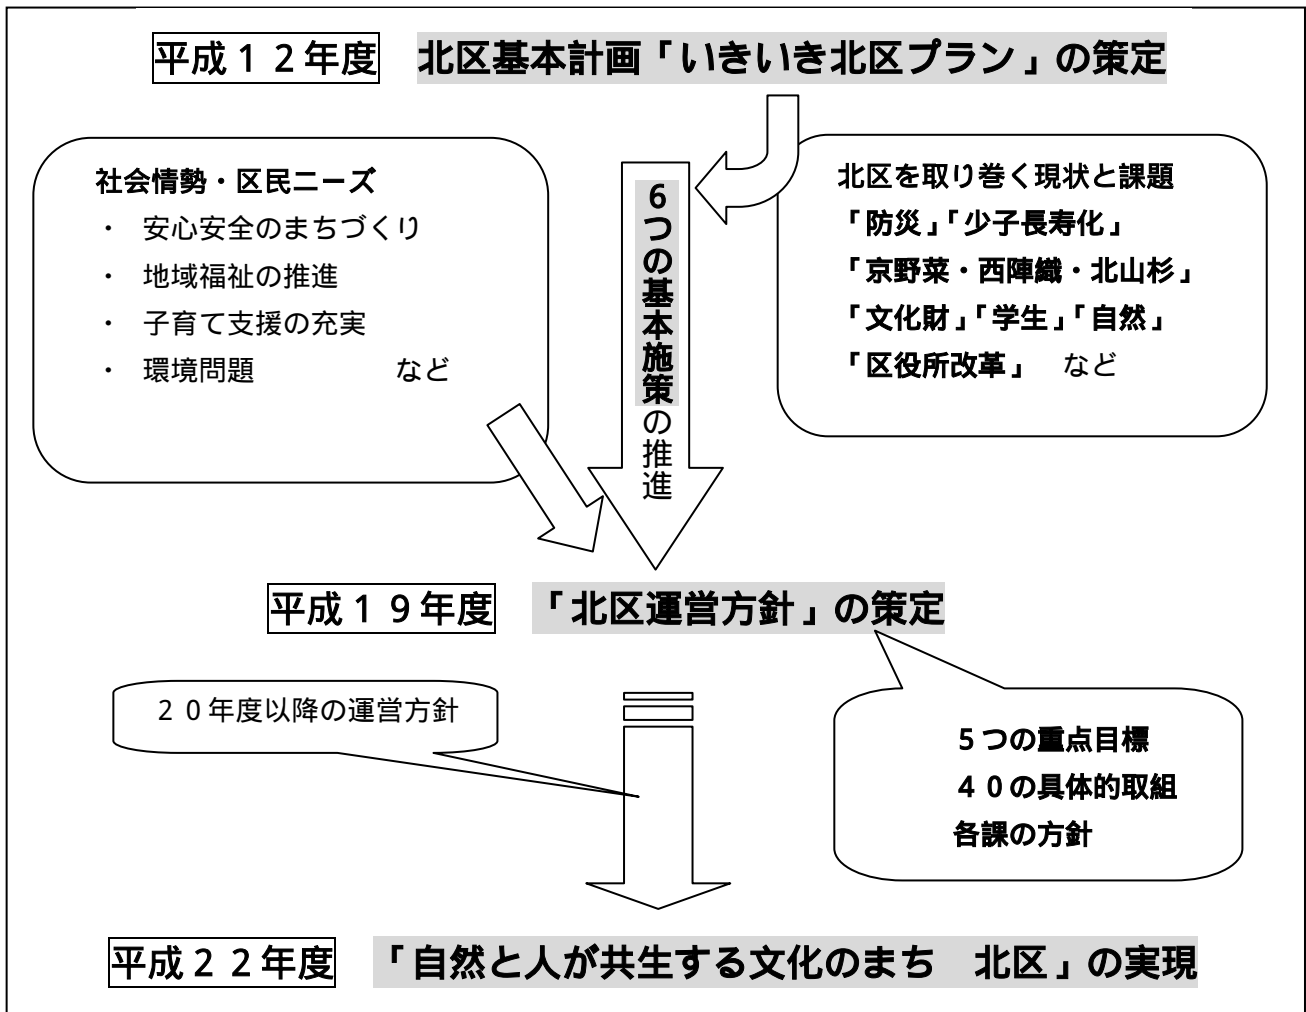 平成１２年度　北区基本計画「いきいき北区プラン」の策定
社会情勢・区民ニーズ
・　安心安全のまちづくり
・　地域福祉の推進
・　子育て支援の充実
・　環境問題　　　　　など
６つの基本施策の推進
北区を取り巻く現状と課題
「防災」「少子長寿化」
「京野菜・西陣織・北山杉」
「文化財」「学生」「自然」
「区役所改革」　など
平成１９年度　「北区運営方針」の策定
２０年度以降の運営方針
５つの重点目標
４０の具体的取組
各課の方針
平成２２年度　「自然と人が共生する文化のまち　北区」の実現